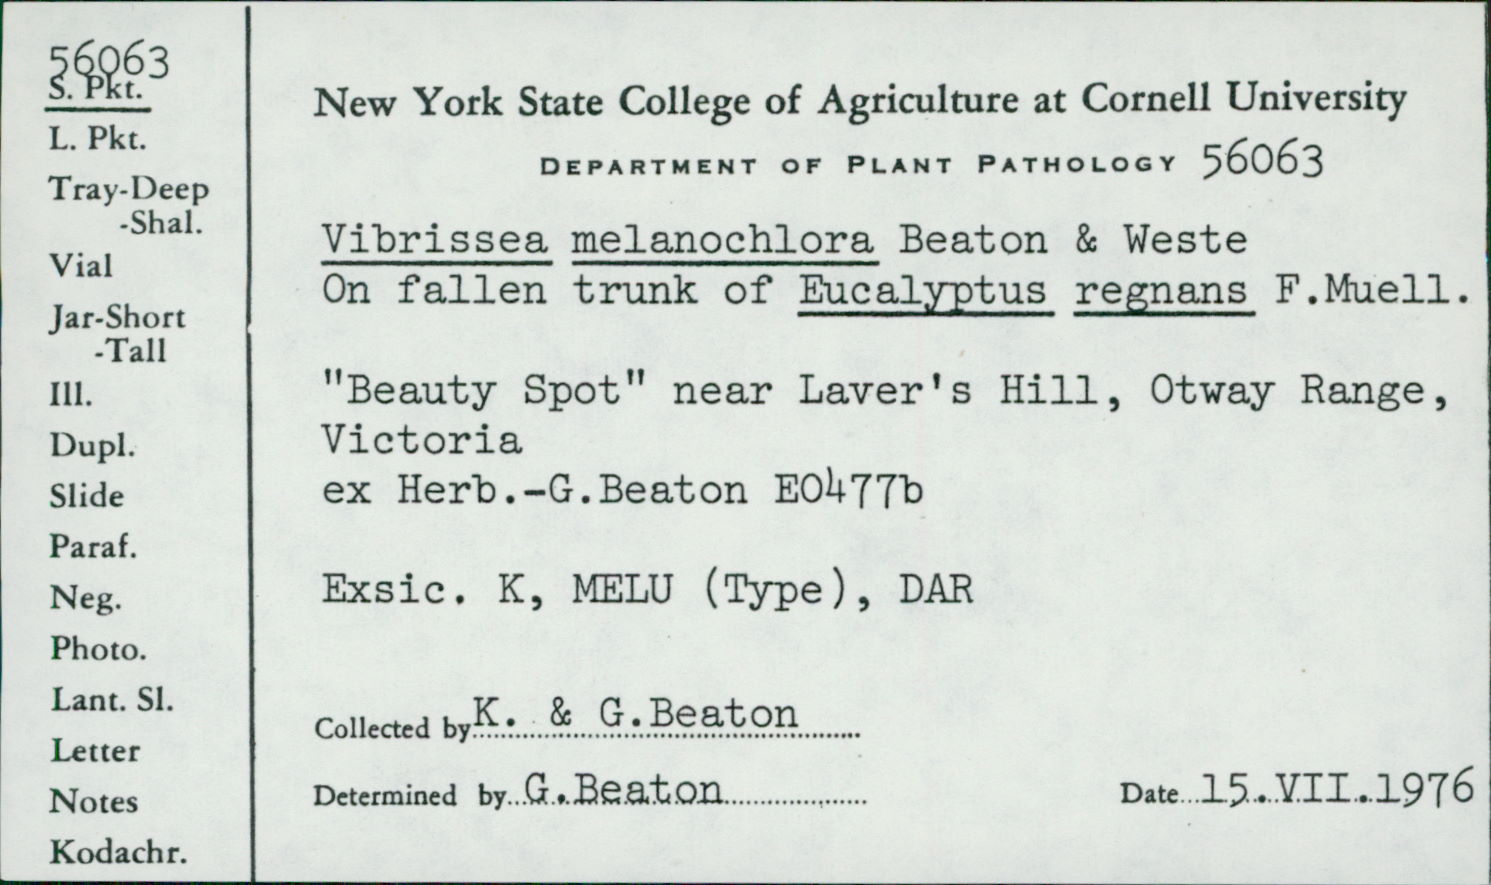 56063
S. Pkt.
L. Pkt.
Tray-Deep
-Shal.
Vial
Jar-Short
-Tall
Ill.
Dupl.
Slide
Paraf.
Neg.
Photo.
Lant. Sl.
Letter
Notes
Kodachr.
New York State College of Agriculture at Cornell University
DEPARTMENT OF PLANT PATHOLOGY 56063
Vibrissea melanochlora Beaton & Weste
On fallen trunk of Eucalyptus regnans F.Muell.
"Beauty Spot" near Laver's Hill, Otway Range,
Victoria
ex Herb.-G.Beaton EO477b
Exsic. K, MELU (Type), DAR
Collected by K. & G.Beaton
Determined by G.Beaton Date 15.VII.1976